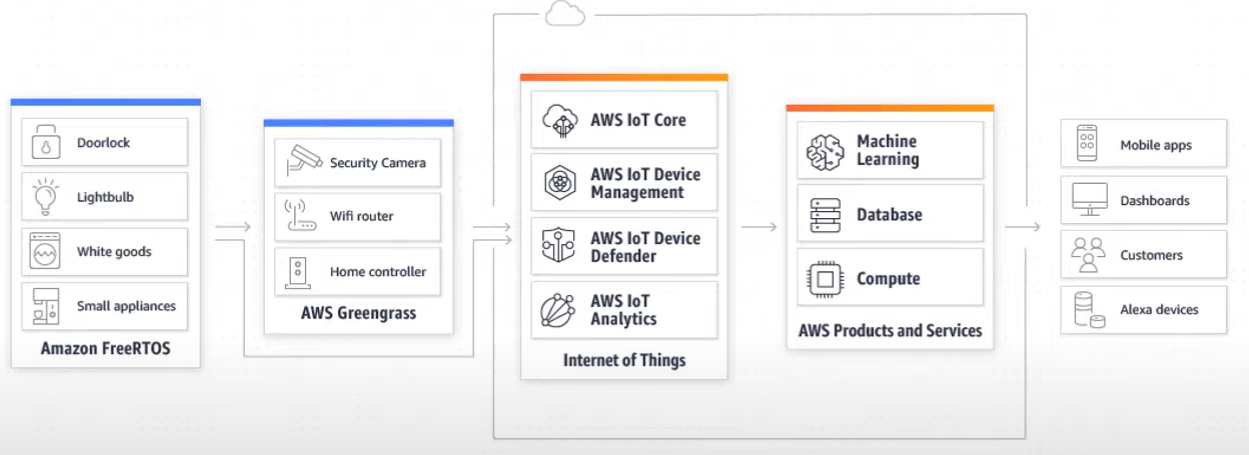 Doorlock
Lightbulb
White goods
Small appliances
Amazon FreeRTOS
Security Camera
Wifi router
Home controller
AWS Greengrass
AWS IoT Core
AWS IoT Device
Management
AWS IoT Device
Defender
AWS IoT
Analytics
Internet of Things
Machine
Learning
Database
Compute
AWS Products and Services
Mobile apps
Dashboards
Customers
Alexa devices